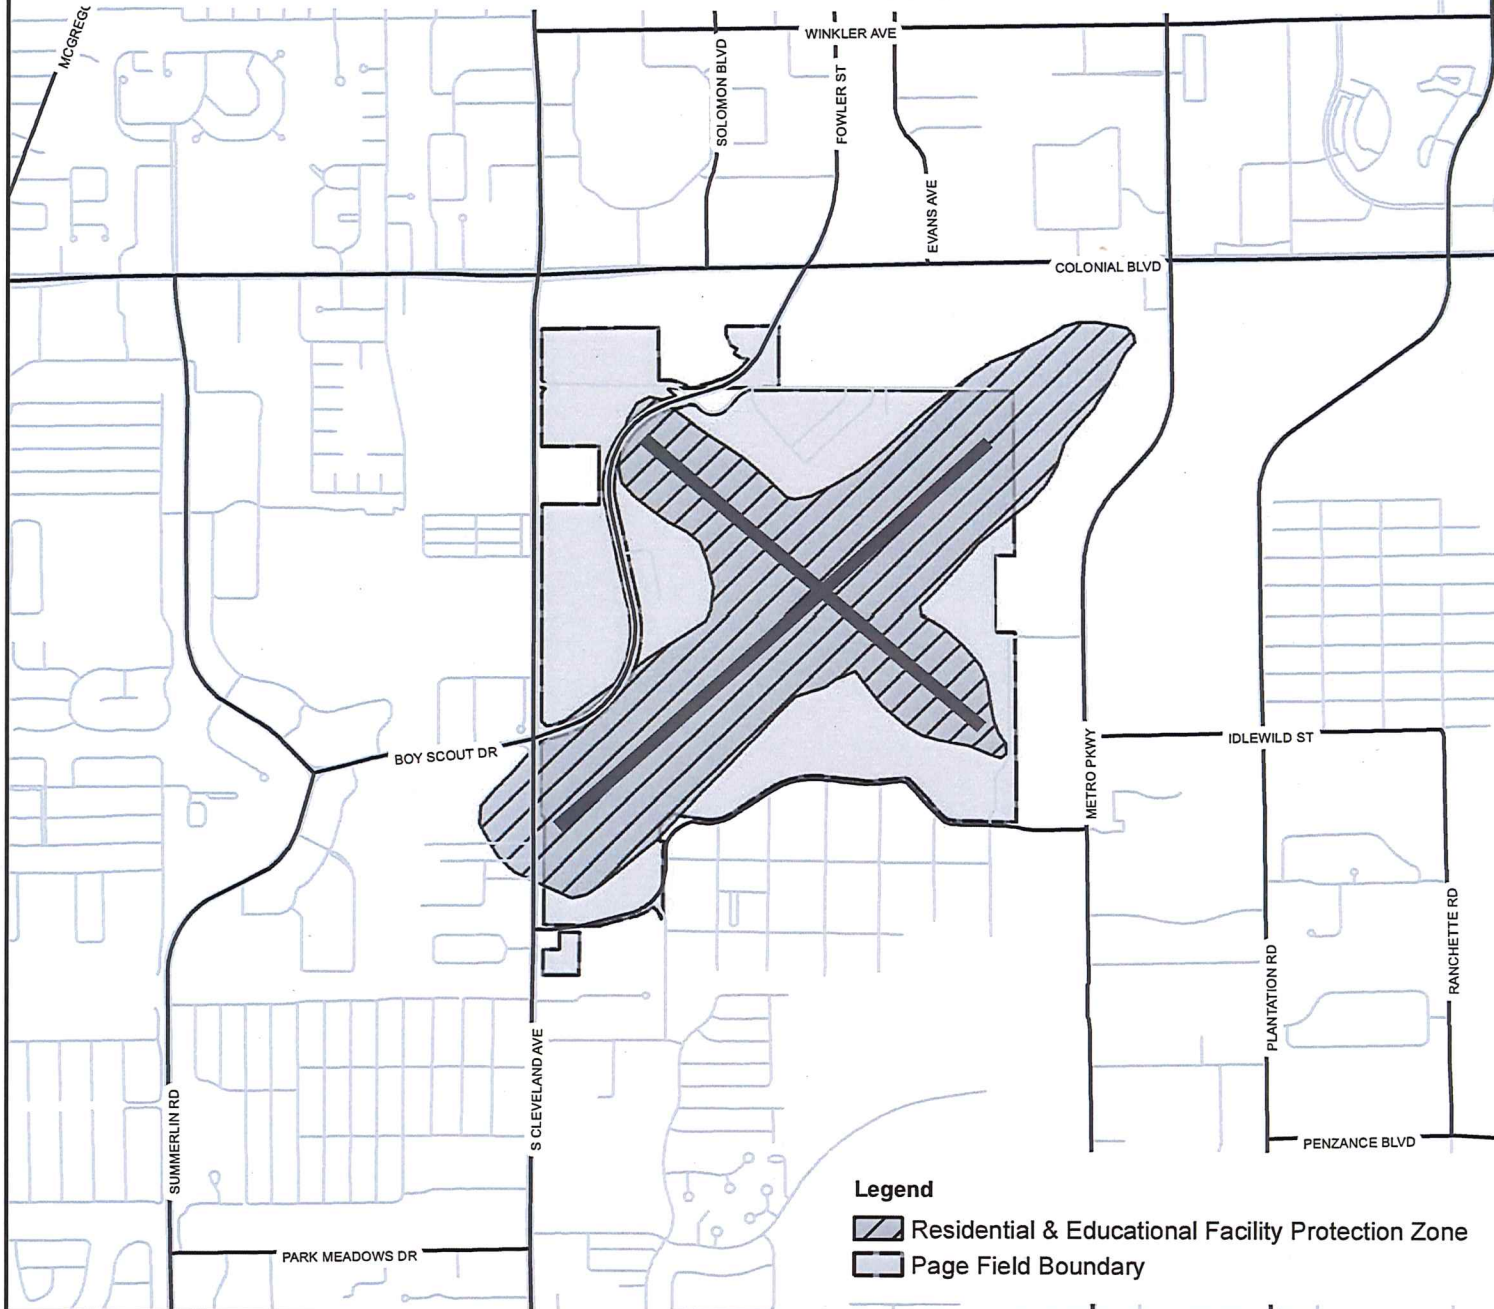 MCGREG
WINKLER AVE
SOLOMON BLVD
FOWLER ST
EVANS AVE
COLONIAL BLVD
BOY SCOUT DR
METRO PKWY
IDLEWILD ST
RANCHETTE RD
PLANTATION RD
S CLEVELAND AVE
SUMMERLIN RD
PENZANCE BLVD
PARK MEADOWS DR
Legend
Residential & Educational Facility Protection Zone
Page Field Boundary